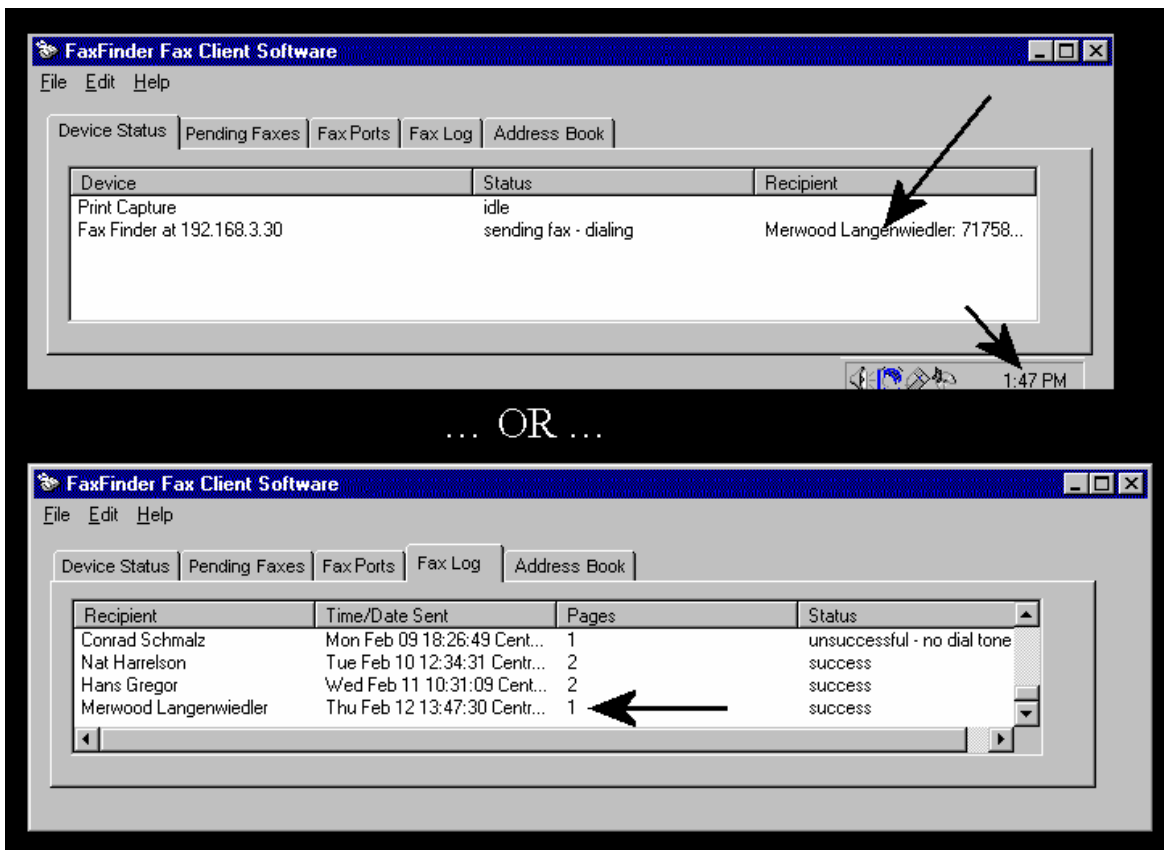 FaxFinder Fax Client Software
File Edit Help
Device Status Pending Faxes Fax Ports Fax Log Address Book
Device Status Recipient
Print Capture idle
Fax Finder at 192.168.3.30 sending fax - dialing Merwood Langenwiedler: 71758...
1:47 PM
... OR ...
FaxFinder Fax Client Software
File Edit Help
Device Status Pending Faxes Fax Ports Fax Log Address Book
Recipient Time/Date Sent Pages Status
Conrad Schmalz Mon Feb 09 18:26:49 Cent... 1 unsuccessful - no dial tone
Nat Harrelson Tue Feb 10 12:34:31 Centr... 2 success
Hans Gregor Wed Feb 11 10:31:09 Cent... 2 success
Merwood Langenwiedler Thu Feb 12 13:47:30 Centr... 1 success